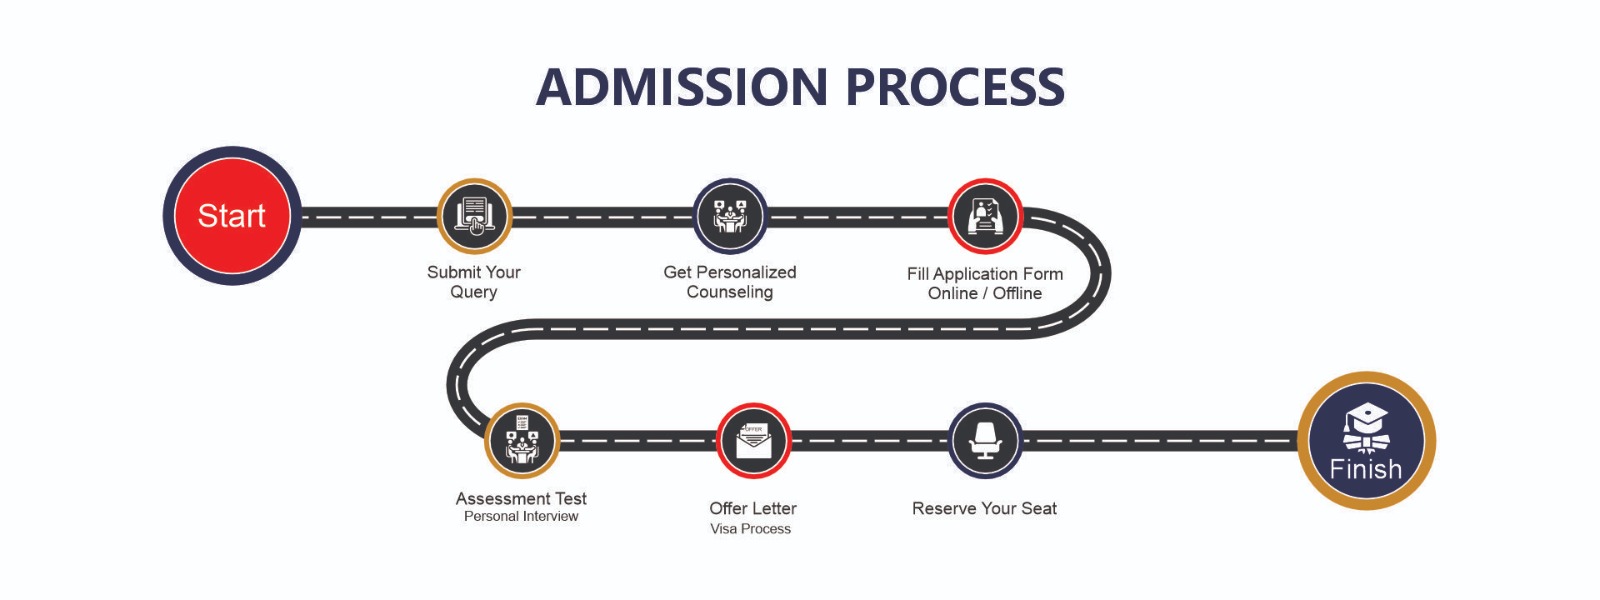 ADMISSION PROCESS
Start
Submit Your
Query
Get Personalized
Counseling
Fill Application Form
Online / Offline
Assessment Test
Personal Interview
OFFER
Offer Letter
Visa Process
Reserve Your Seat
Finish